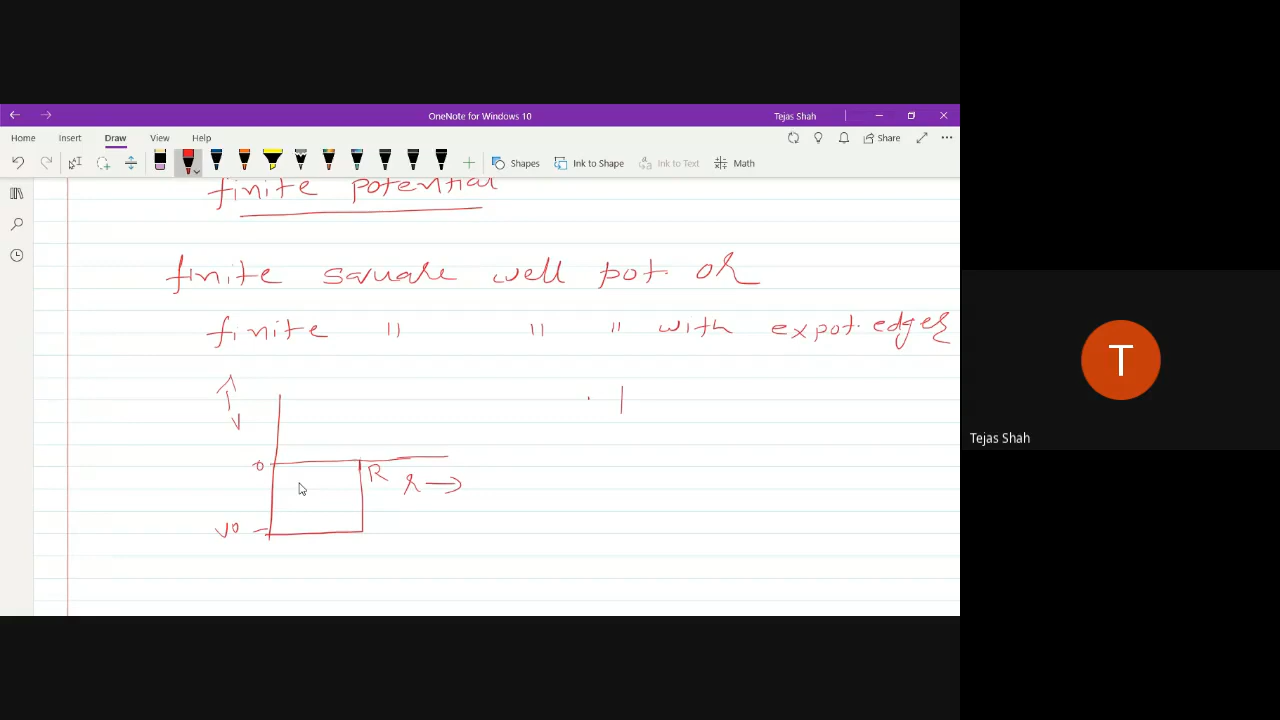 OneNote for Windows 10
Tejas Shah
Home Insert Draw View Help
Share
Shapes Ink to Shape Ink to Text Math
finite potential
finite square well pot. or
finite " " " with expot. edges
V
0
R
r →
V0
T
Tejas Shah